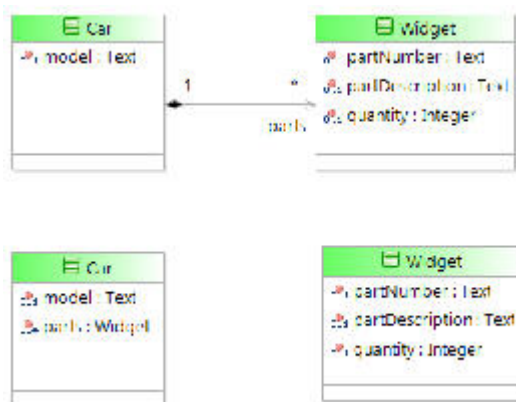 Car
model : Text
Widget
partNumber : Text
partDescription : Text
quantity : Integer
1
*
parts
Car
model : Text
parts : Widget
Widget
partNumber : Text
partDescription : Text
quantity : Integer